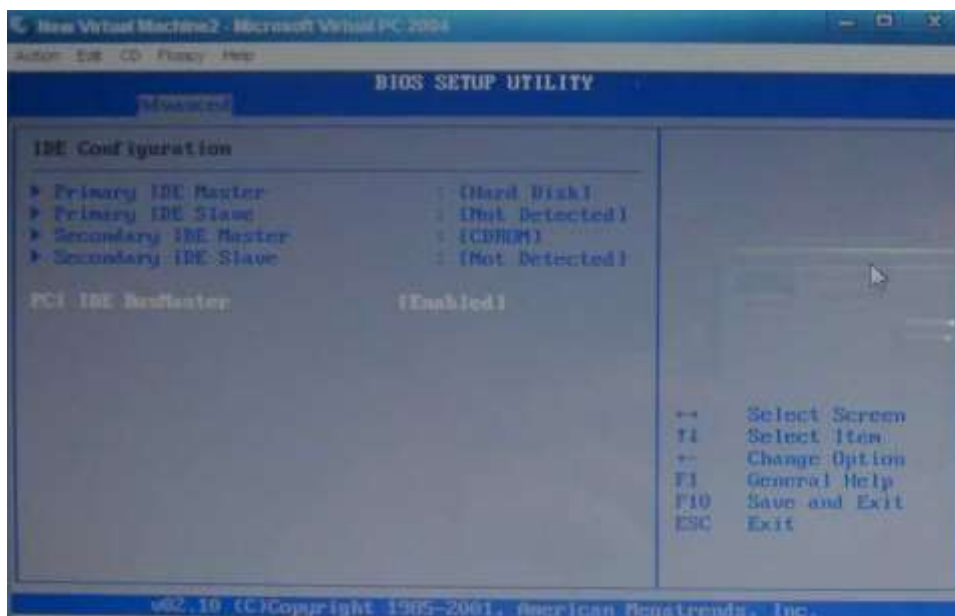 New Virtual Machine2 - Microsoft Virtual PC 2004
Action Edit CD Floppy Help
BIOS SETUP UTILITY
Advanced
IDE Configuration
Primary IDE Master : [Hard Disk]
Primary IDE Slave : [Not Detected]
Secondary IDE Master : [CDROM]
Secondary IDE Slave : [Not Detected]
PCI IDE BusMaster [Enabled]
←→ Select Screen
↑↓ Select Item
+- Change Option
F1 General Help
F10 Save and Exit
ESC Exit
v02.10 (C)Copyright 1985-2001, American Megatrends, Inc.